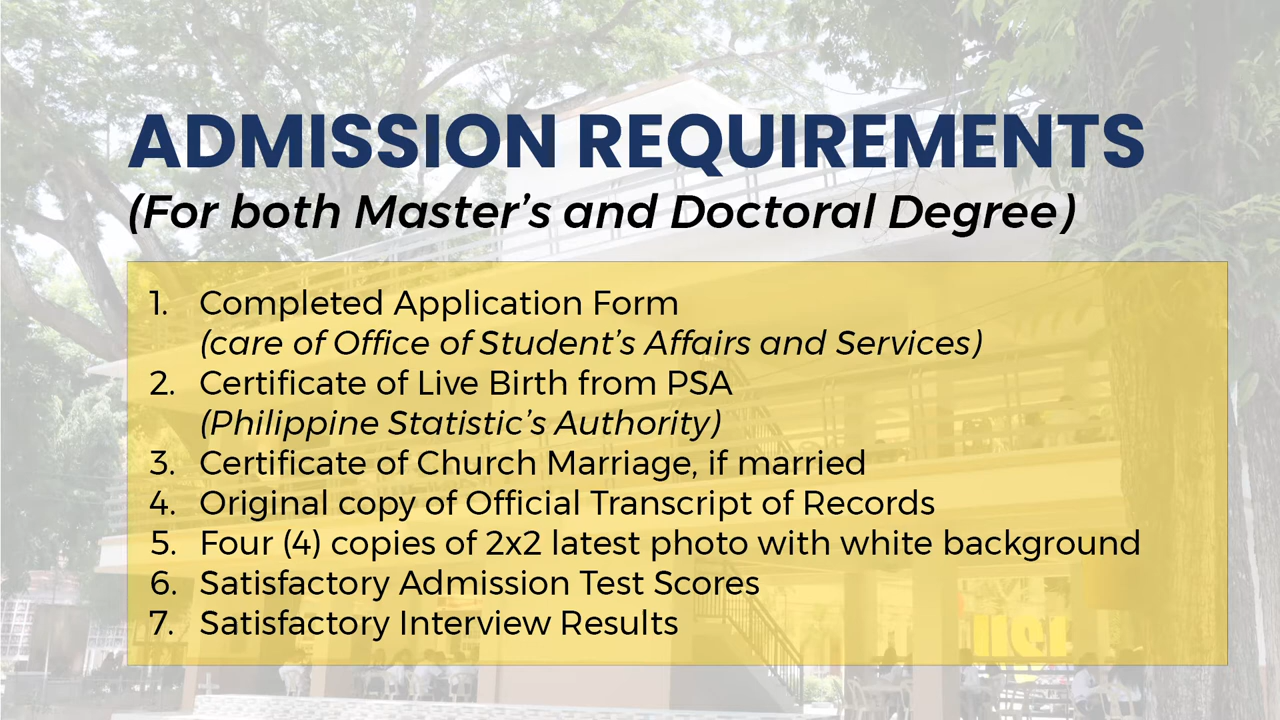 ADMISSION REQUIREMENTS
(For both Master's and Doctoral Degree)
1. Completed Application Form
(care of Office of Student's Affairs and Services)
2. Certificate of Live Birth from PSA
(Philippine Statistic's Authority)
3. Certificate of Church Marriage, if married
4. Original copy of Official Transcript of Records
5. Four (4) copies of 2x2 latest photo with white background
6. Satisfactory Admission Test Scores
7. Satisfactory Interview Results